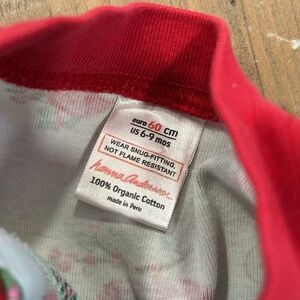 euro 60 cm
US 6-9 mos
WEAR SNUG-FITTING.
NOT FLAME RESISTANT
hanna andersson
100% Organic Cotton
made in Peru